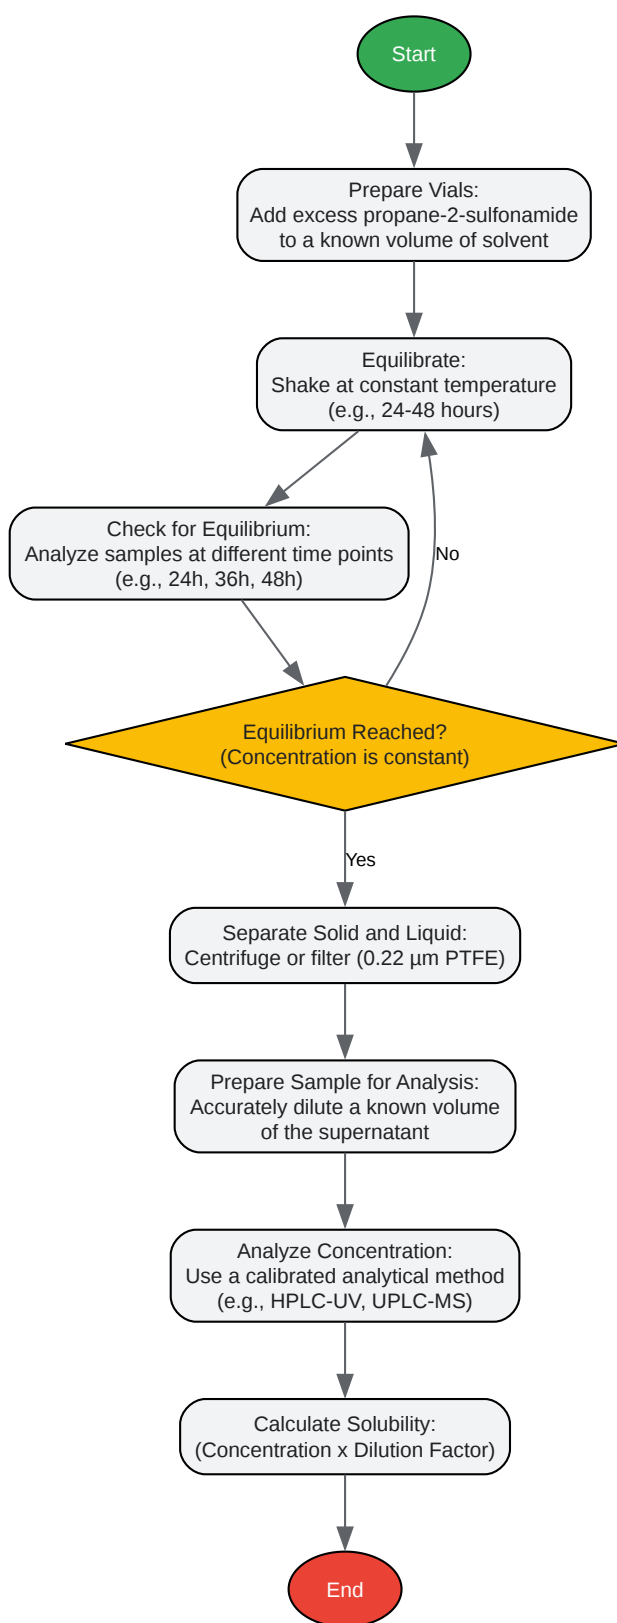 Start
Prepare Vials:
Add excess propane-2-sulfonamide
to a known volume of solvent
Equilibrate:
Shake at constant temperature
(e.g., 24-48 hours)
Check for Equilibrium:
Analyze samples at different time points
(e.g., 24h, 36h, 48h)
No
Equilibrium Reached?
(Concentration is constant)
Yes
Separate Solid and Liquid:
Centrifuge or filter (0.22 µm PTFE)
Prepare Sample for Analysis:
Accurately dilute a known volume
of the supernatant
Analyze Concentration:
Use a calibrated analytical method
(e.g., HPLC-UV, UPLC-MS)
Calculate Solubility:
(Concentration x Dilution Factor)
End